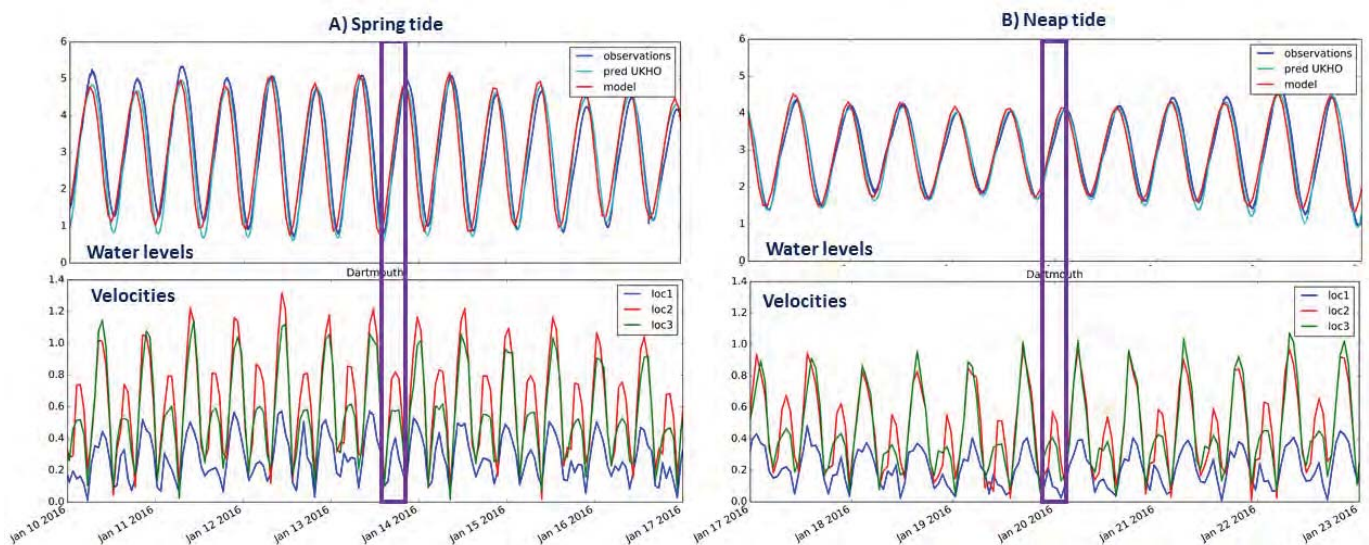 A) Spring tide
6
5
4
3
2
1
0
observations
pred UKHO
model
Water levels
Dartmouth
1.4
1.2
1.0
0.8
0.6
0.4
0.2
0.0
Velocities
loc1
loc2
loc3
Jan 10 2016
Jan 11 2016
Jan 12 2016
Jan 13 2016
Jan 14 2016
Jan 15 2016
Jan 16 2016
Jan 17 2016
B) Neap tide
6
5
4
3
2
1
0
observations
pred UKHO
model
Water levels
Dartmouth
1.4
1.2
1.0
0.8
0.6
0.4
0.2
0.0
Velocities
loc1
loc2
loc3
Jan 17 2016
Jan 18 2016
Jan 19 2016
Jan 20 2016
Jan 21 2016
Jan 22 2016
Jan 23 2016